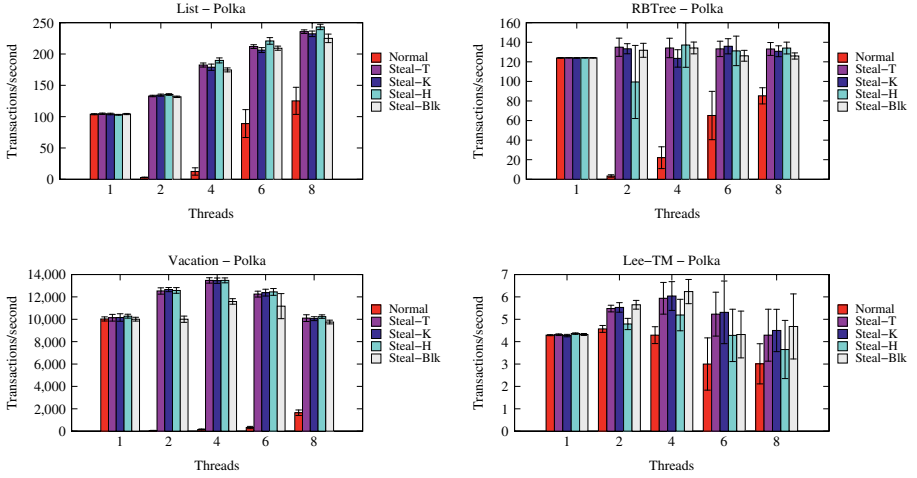 List – Polka
Transactions/second
250
200
150
100
50
0
1 2 4 6 8
Threads
Normal
Steal–T
Steal–K
Steal–H
Steal–Blk
RBTree – Polka
Transactions/second
160
140
120
100
80
60
40
20
0
1 2 4 6 8
Threads
Normal
Steal–T
Steal–K
Steal–H
Steal–Blk
Vacation – Polka
Transactions/second
14,000
12,000
10,000
8,000
6,000
4,000
2,000
0
1 2 4 6 8
Threads
Normal
Steal–T
Steal–K
Steal–H
Steal–Blk
Lee–TM – Polka
Transactions/second
7
6
5
4
3
2
1
0
1 2 4 6 8
Threads
Normal
Steal–T
Steal–K
Steal–H
Steal–Blk